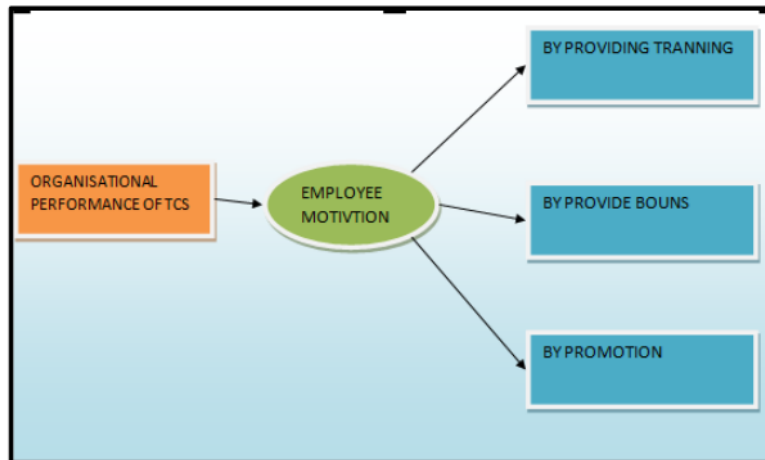 BY PROVIDING TRANNING
ORGANISATIONAL
PERFORMANCE OF TCS
EMPLOYEE
MOTIVTION
BY PROVIDE BOUNS
BY PROMOTION